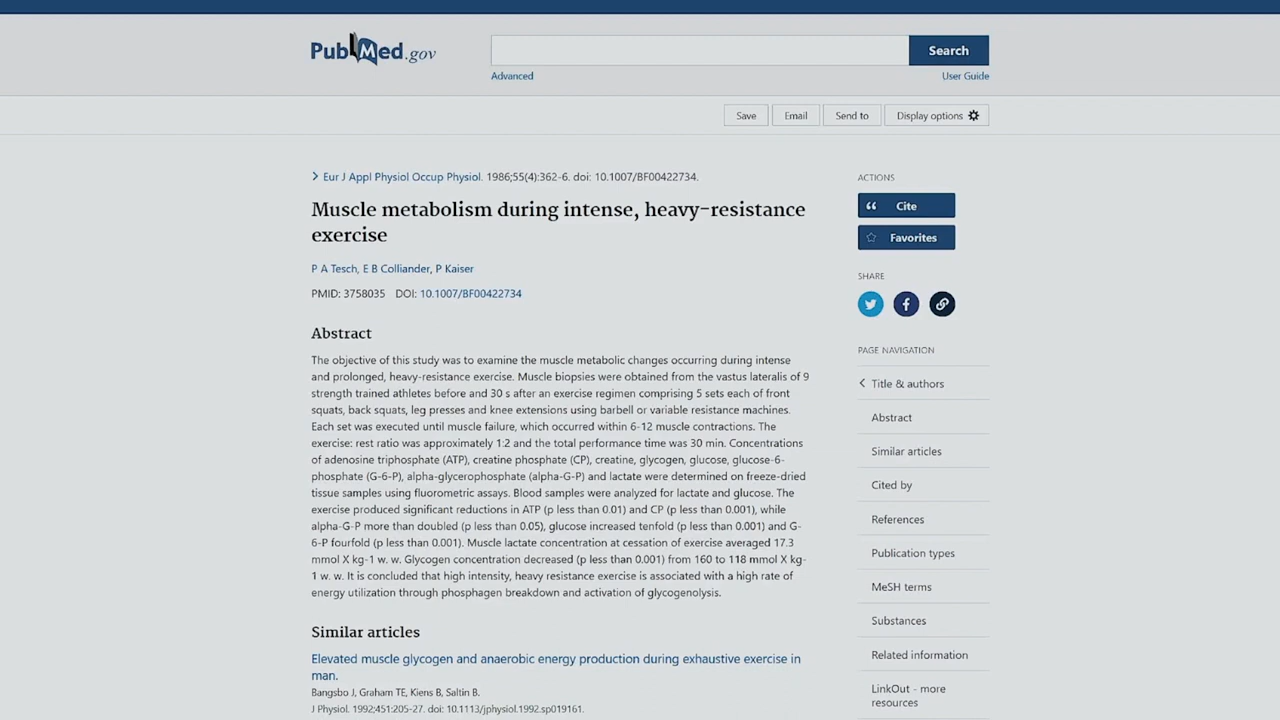 PubMed.gov
Search
Advanced
User Guide
Save
Email
Send to
Display options
Eur J Appl Physiol Occup Physiol. 1986;55(4):362-6. doi: 10.1007/BF00422734.
Muscle metabolism during intense, heavy-resistance
exercise
P A Tesch, E B Colliander, P Kaiser
PMID: 3758035 DOI: 10.1007/BF00422734
Abstract
The objective of this study was to examine the muscle metabolic changes occurring during intense
and prolonged, heavy-resistance exercise. Muscle biopsies were obtained from the vastus lateralis of 9
strength trained athletes before and 30 s after an exercise regimen comprising 5 sets each of front
squats, back squats, leg presses and knee extensions using barbell or variable resistance machines.
Each set was executed until muscle failure, which occurred within 6-12 muscle contractions. The
exercise: rest ratio was approximately 1:2 and the total performance time was 30 min. Concentrations
of adenosine triphosphate (ATP), creatine phosphate (CP), creatine, glycogen, glucose, glucose-6-
phosphate (G-6-P), alpha-glycerophosphate (alpha-G-P) and lactate were determined on freeze-dried
tissue samples using fluorometric assays. Blood samples were analyzed for lactate and glucose. The
exercise produced significant reductions in ATP (p less than 0.01) and CP (p less than 0.001), while
alpha-G-P more than doubled (p less than 0.05), glucose increased tenfold (p less than 0.001) and G-
6-P fourfold (p less than 0.001). Muscle lactate concentration at cessation of exercise averaged 17.3
mmol X kg-1 w. w. Glycogen concentration decreased (p less than 0.001) from 160 to 118 mmol X kg-
1 w. w. It is concluded that high intensity, heavy resistance exercise is associated with a high rate of
energy utilization through phosphagen breakdown and activation of glycogenolysis.
Similar articles
Elevated muscle glycogen and anaerobic energy production during exhaustive exercise in
man.
Bangsbo J, Graham TE, Kiens B, Saltin B.
J Physiol. 1992;451:205-27. doi: 10.1113/jphysiol.1992.sp019161.
ACTIONS
Cite
Favorites
SHARE
PAGE NAVIGATION
Title & authors
Abstract
Similar articles
Cited by
References
Publication types
MeSH terms
Substances
Related information
LinkOut - more
resources